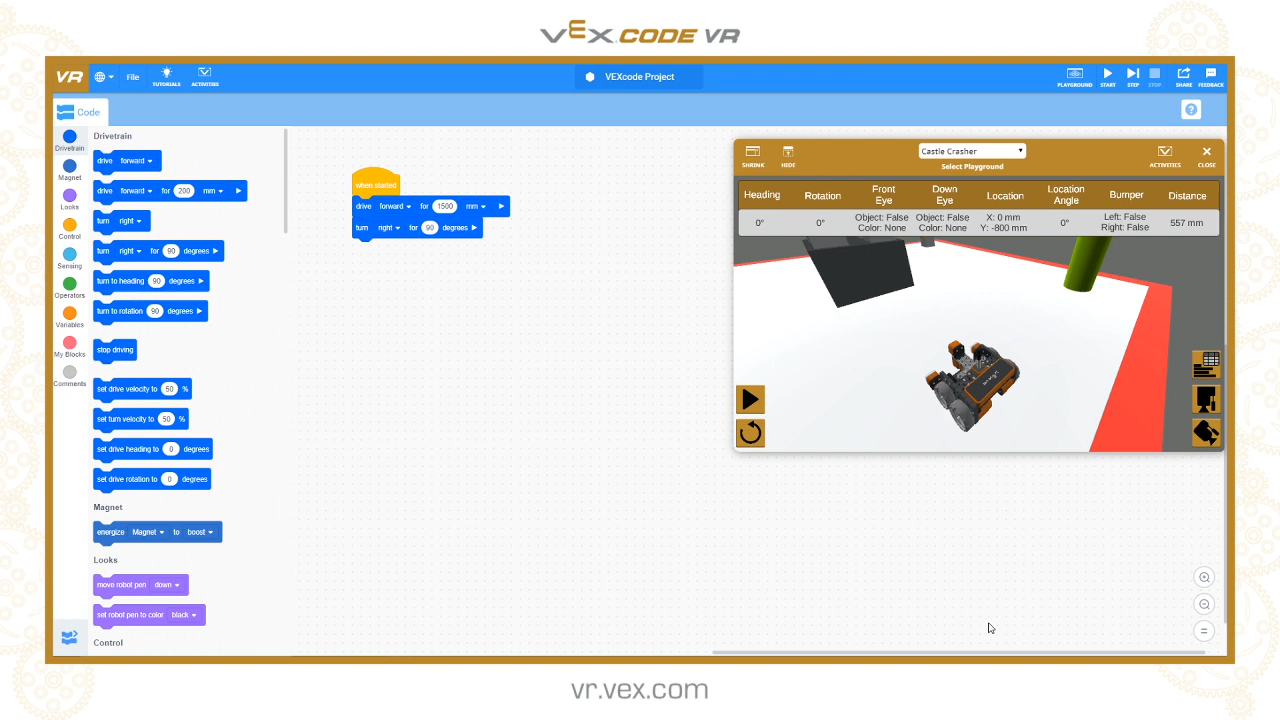 VEX.CODE VR
VR
File
TUTORIALS
ACTIVITIES
VEXcode Project
PLAYGROUND
START
STEP
STOP
SHARE
FEEDBACK
Code
?
Drivetrain
Magnet
Looks
Control
Sensing
Operators
Variables
My Blocks
Comments
Drivetrain
drive forward
drive forward for 200 mm
turn right
turn right for 90 degrees
turn to heading 90 degrees
turn to rotation 90 degrees
stop driving
set drive velocity to 50 %
set turn velocity to 50 %
set drive heading to 0 degrees
set drive rotation to 0 degrees
Magnet
energize Magnet to boost
Looks
move robot pen down
set robot pen to color black
Control
when started
drive forward for 1500 mm
turn right for 90 degrees
SHRINK
HIDE
Castle Crasher
Select Playground
ACTIVITIES
CLOSE
Heading Rotation Front Eye Down Eye Location Location Angle Bumper Distance
0° 0° Object: False Object: False X: 0 mm 0° Left: False 557 mm
Color: None Color: None Y: -800 mm Right: False
vr.vex.com